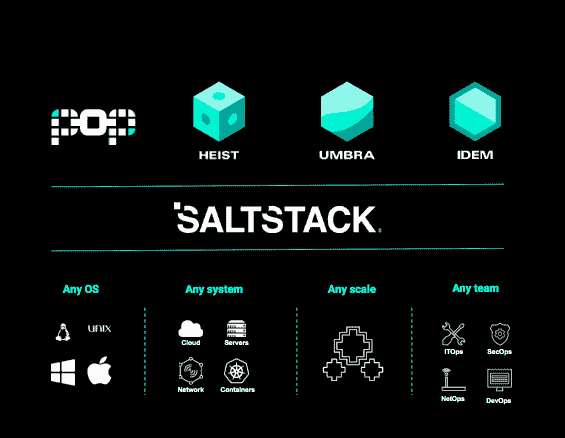 pop
HEIST
UMBRA
IDEM
SALTSTACK
Any OS
Any system
Any scale
Any team
UNIX
Cloud
Servers
Network
Containers
ITOps
SecOps
NetOps
DevOps